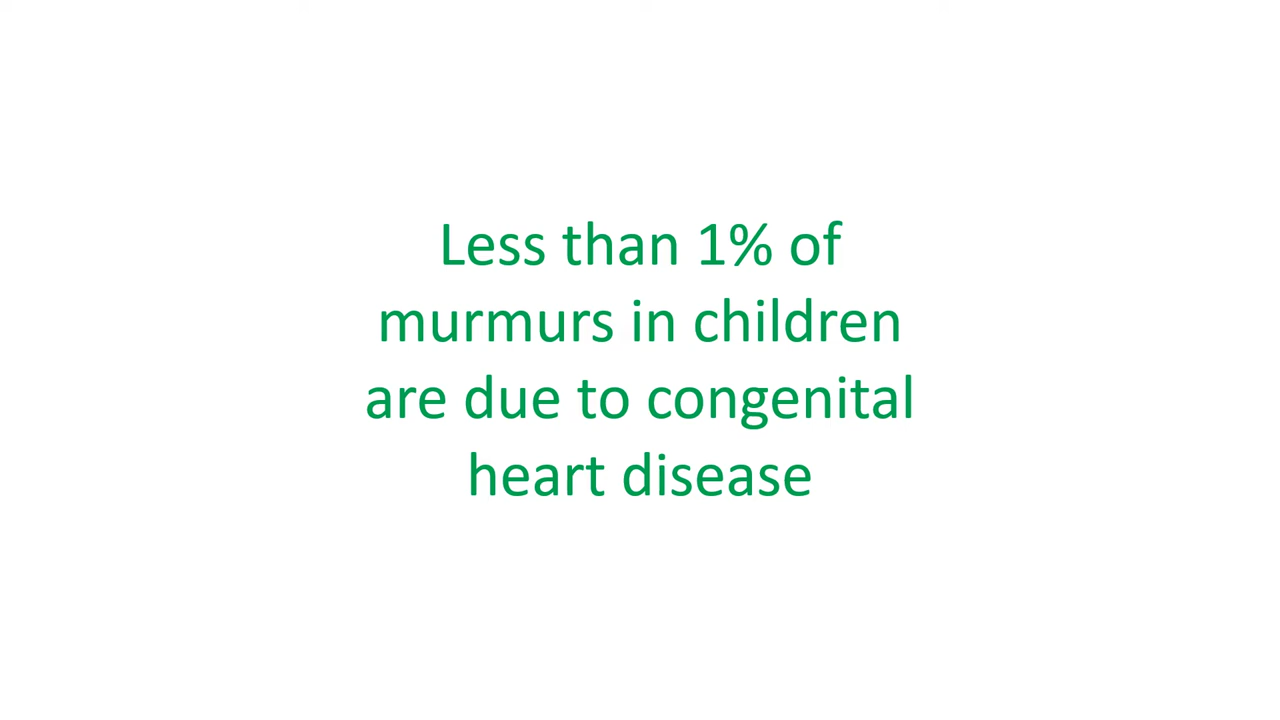 Less than 1% of
murmurs in children
are due to congenital
heart disease